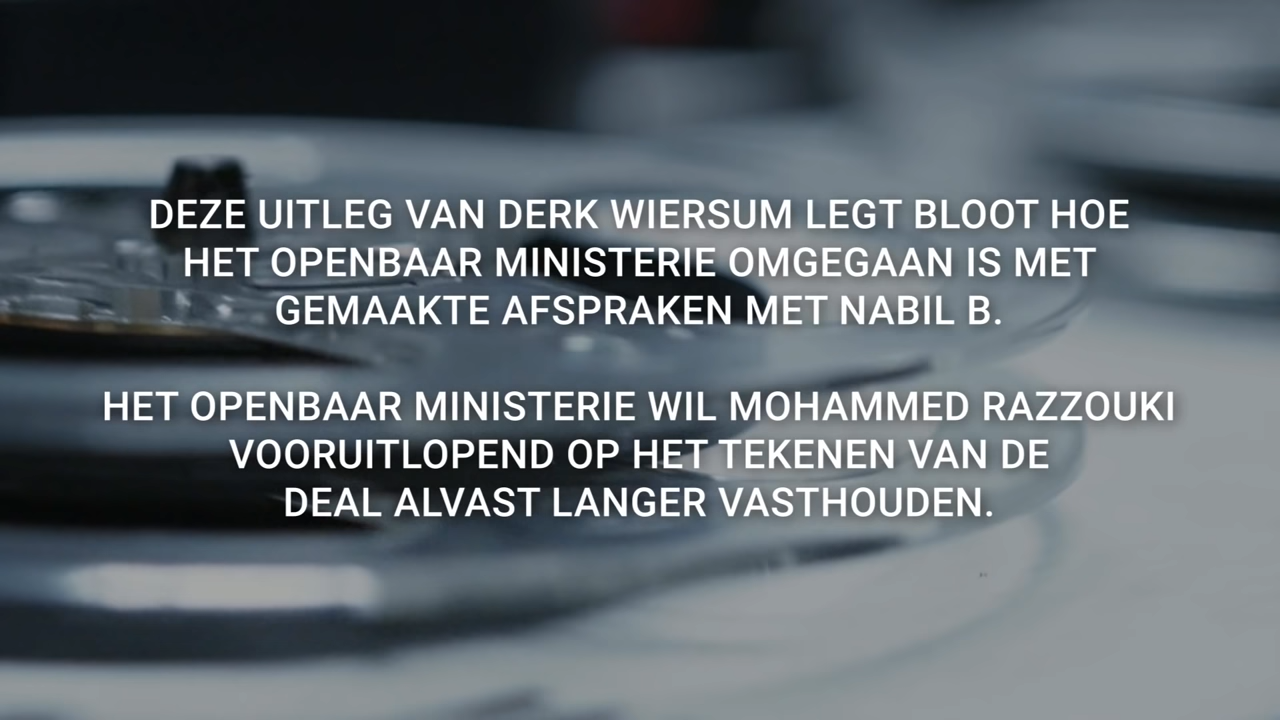 DEZE UITLEG VAN DERK WIERSUM LEGT BLOOT HOE
HET OPENBAAR MINISTERIE OMGEGAAN IS MET
GEMAAKTE AFSPRAKEN MET NABIL B.
HET OPENBAAR MINISTERIE WIL MOHAMMED RAZZOUKI
VOORUITLOPEND OP HET TEKENEN VAN DE
DEAL ALVAST LANGER VASTHOUDEN.